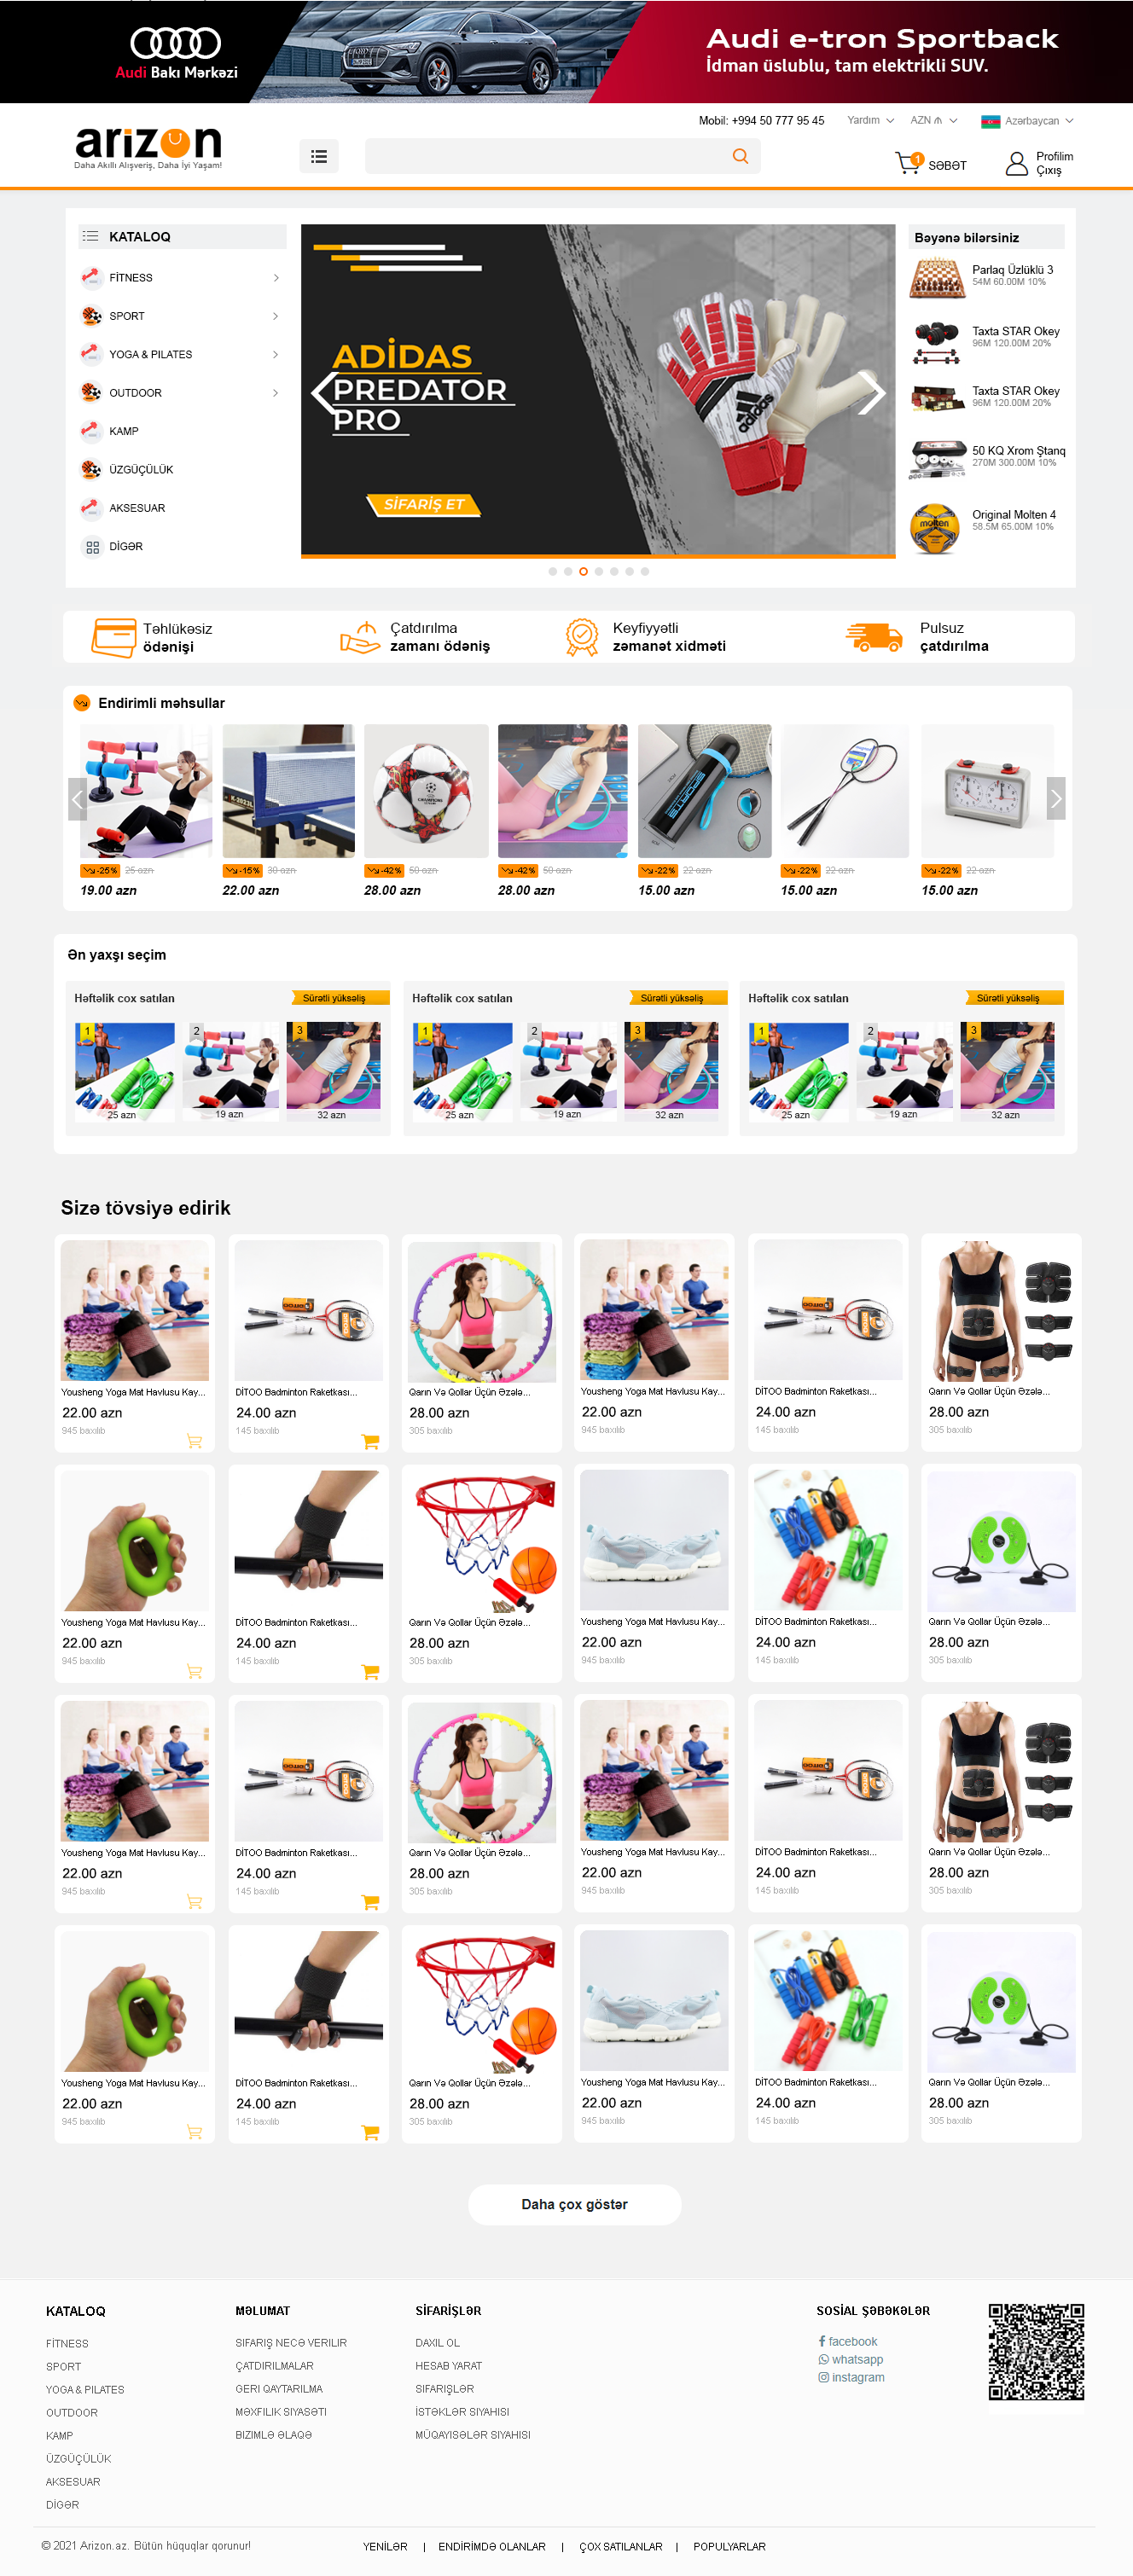 Audi Bakı Mərkəzi
Audi e-tron Sportback
İdman üslublu, tam elektrikli SUV.
Mobil: +994 50 777 95 45
Yardım
AZN ₼
Azərbaycan
arizon
Daha Akıllı Alışveriş, Daha İyi Yaşam!
1
SƏBƏT
Profilim
Çıxış
KATALOQ
FİTNESS
SPORT
YOGA & PILATES
OUTDOOR
KAMP
ÜZGÜÇÜLÜK
AKSESUAR
DİGƏR
ADİDAS
PREDATOR
PRO
SİFARİŞ ET
adidas
Bəyənə bilərsiniz
Parlaq Üzlüklü 3
54M 60.00M 10%
Taxta STAR Okey
96M 120.00M 20%
Taxta STAR Okey
96M 120.00M 20%
50 KQ Xrom Ştanq
270M 300.00M 10%
molten
Original Molten 4
58.5M 65.00M 10%
Təhlükəsiz
ödənişi
Çatdırılma
zamanı ödəniş
Keyfiyyətli
zəmanət xidməti
Pulsuz
çatdırılma
Endirimli məhsullar
CHAMPIONS
SPORTS
-25% 25 azn
19.00 azn
-15% 30 azn
22.00 azn
-42% 50 azn
28.00 azn
-42% 50 azn
28.00 azn
-22% 22 azn
15.00 azn
-22% 22 azn
15.00 azn
-22% 22 azn
15.00 azn
Ən yaxşı seçim
Həftəlik cox satılan
Sürətli yüksəliş
1
2
3
25 azn
19 azn
32 azn
Həftəlik cox satılan
Sürətli yüksəliş
1
2
3
25 azn
19 azn
32 azn
Həftəlik cox satılan
Sürətli yüksəliş
1
2
3
25 azn
19 azn
32 azn
Sizə tövsiyə edirik
Yousheng Yoga Mat Havlusu Kay...
22.00 azn
945 baxılıb
DİTOO Badminton Raketkası...
24.00 azn
145 baxılıb
Qarın Və Qollar Üçün Əzələ...
28.00 azn
305 baxılıb
Yousheng Yoga Mat Havlusu Kay...
22.00 azn
945 baxılıb
DİTOO Badminton Raketkası...
24.00 azn
145 baxılıb
Qarın Və Qollar Üçün Əzələ...
28.00 azn
305 baxılıb
Yousheng Yoga Mat Havlusu Kay...
22.00 azn
945 baxılıb
DİTOO Badminton Raketkası...
24.00 azn
145 baxılıb
Qarın Və Qollar Üçün Əzələ...
28.00 azn
305 baxılıb
Yousheng Yoga Mat Havlusu Kay...
22.00 azn
945 baxılıb
DİTOO Badminton Raketkası...
24.00 azn
145 baxılıb
Qarın Və Qollar Üçün Əzələ...
28.00 azn
305 baxılıb
Yousheng Yoga Mat Havlusu Kay...
22.00 azn
945 baxılıb
DİTOO Badminton Raketkası...
24.00 azn
145 baxılıb
Qarın Və Qollar Üçün Əzələ...
28.00 azn
305 baxılıb
Yousheng Yoga Mat Havlusu Kay...
22.00 azn
945 baxılıb
DİTOO Badminton Raketkası...
24.00 azn
145 baxılıb
Qarın Və Qollar Üçün Əzələ...
28.00 azn
305 baxılıb
Yousheng Yoga Mat Havlusu Kay...
22.00 azn
945 baxılıb
DİTOO Badminton Raketkası...
24.00 azn
145 baxılıb
Qarın Və Qollar Üçün Əzələ...
28.00 azn
305 baxılıb
Yousheng Yoga Mat Havlusu Kay...
22.00 azn
945 baxılıb
DİTOO Badminton Raketkası...
24.00 azn
145 baxılıb
Qarın Və Qollar Üçün Əzələ...
28.00 azn
305 baxılıb
Daha çox göstər
KATALOQ
FİTNESS
SPORT
YOGA & PILATES
OUTDOOR
KAMP
ÜZGÜÇÜLÜK
AKSESUAR
DİGƏR
MƏLUMAT
SIFARIŞ NECƏ VERILIR
ÇATDIRILMALAR
GERI QAYTARILMA
MƏXFILIK SIYASƏTI
BIZIMLƏ ƏLAQƏ
SİFARİŞLƏR
DAXIL OL
HESAB YARAT
SIFARIŞLƏR
İSTƏKLƏR SIYAHISI
MÜQAYISƏLƏR SIYAHISI
SOSİAL ŞƏBƏKƏLƏR
facebook
whatsapp
instagram
© 2021 Arizon.az. Bütün hüquqlar qorunur!
YENİLƏR | ENDİRİMDƏ OLANLAR | ÇOX SATILANLAR | POPULYARLAR